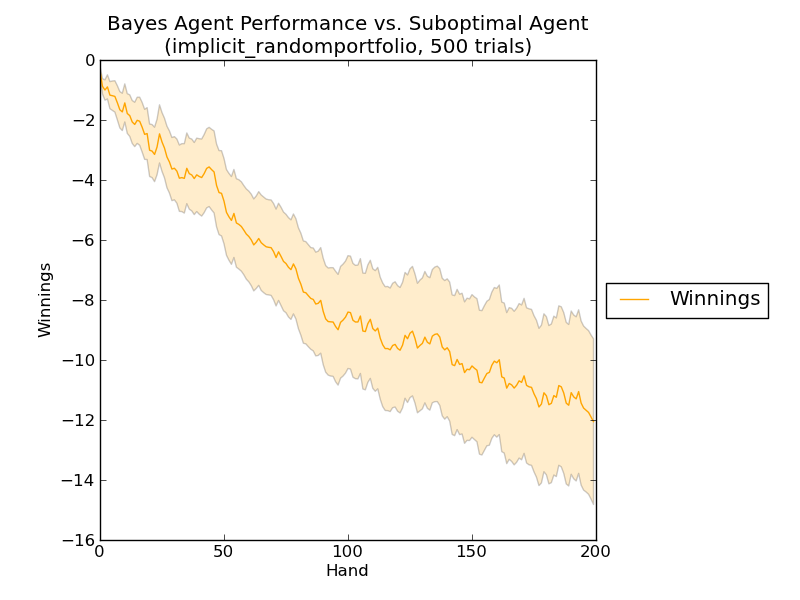 Bayes Agent Performance vs. Suboptimal Agent
(implicit_randomportfolio, 500 trials)
0
−2
−4
−6
−8
−10
−12
−14
−16
Winnings
0
50
100
150
200
Hand
Winnings